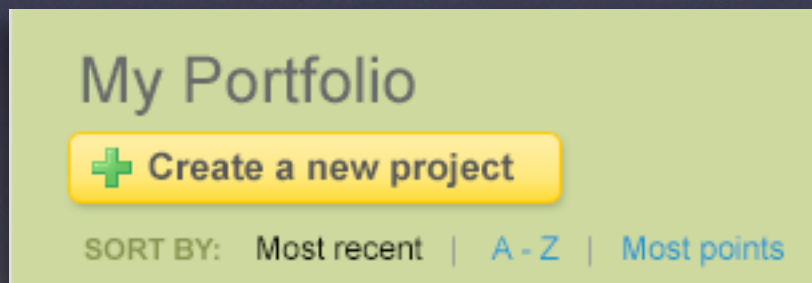 My Portfolio
Create a new project
SORT BY: Most recent | A - Z | Most points